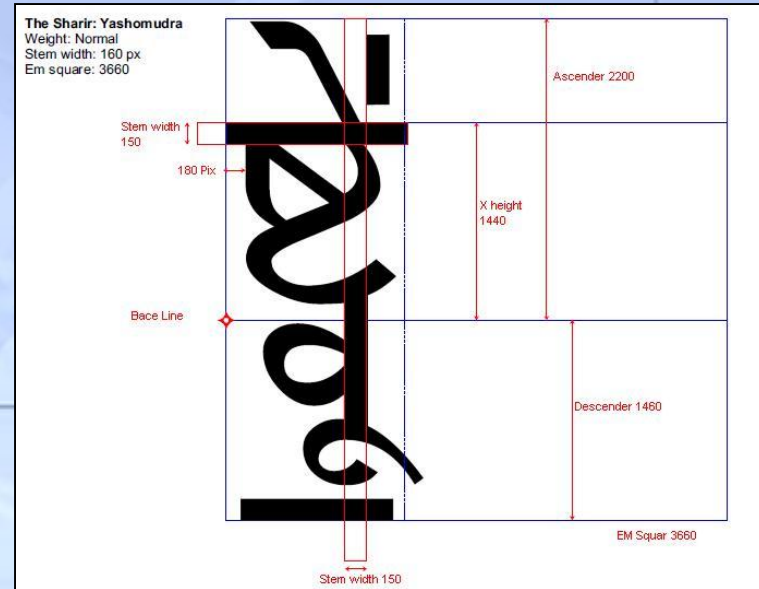 The Sharir: Yashomudra
Weight: Normal
Stem width: 160 px
Em square: 3660
Ascender 2200
Stem width
150
180 Pix
X height
1440
Bace Line
Descender 1460
EM Squar 3660
Stem width 150